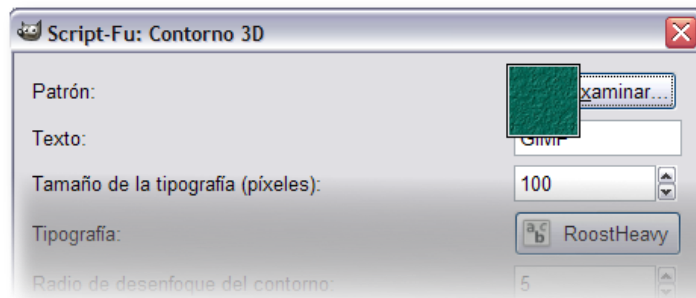 Script-Fu: Contorno 3D
Patrón:
xaminar...
Texto:
Tamaño de la tipografía (píxeles):
100
Tipografía:
RoostHeavy
Radio de desenfoque del contorno:
5